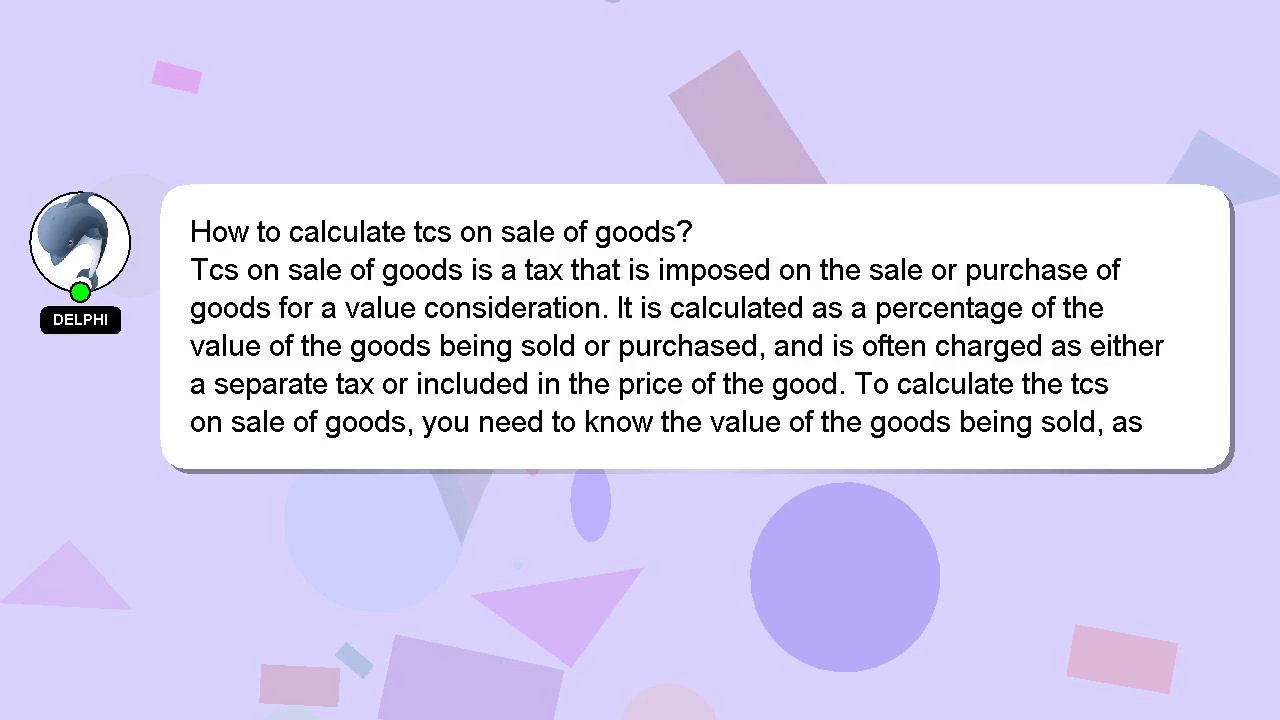 How to calculate tcs on sale of goods?
Tcs on sale of goods is a tax that is imposed on the sale or purchase of
goods for a value consideration. It is calculated as a percentage of the
value of the goods being sold or purchased, and is often charged as either
a separate tax or included in the price of the good. To calculate the tcs
on sale of goods, you need to know the value of the goods being sold, as
DELPHI